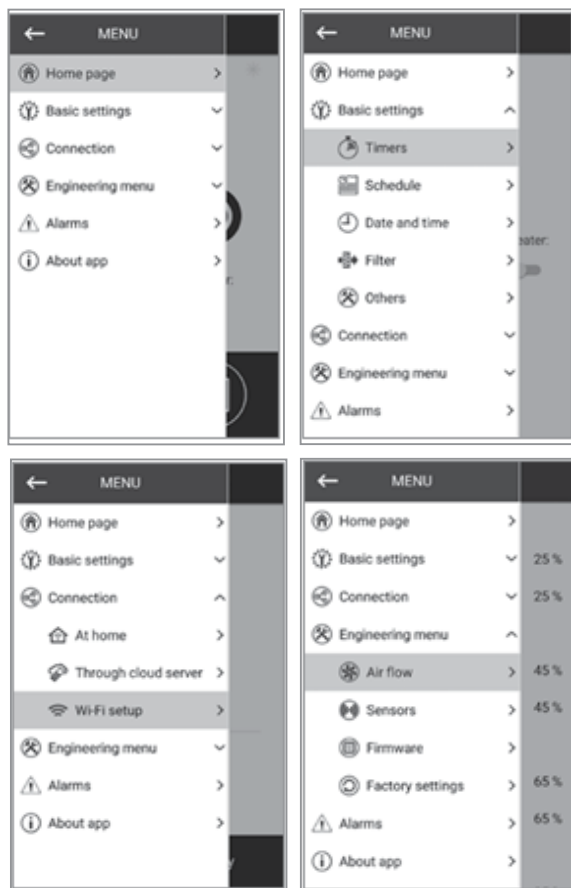 MENU
Home page
Basic settings
Connection
Engineering menu
Alarms
About app
r:
MENU
Home page
Basic settings
Timers
Schedule
Date and time
Filter
Others
Connection
Engineering menu
Alarms
eater:
MENU
Home page
Basic settings
Connection
At home
Through cloud server
Wi-Fi setup
Engineering menu
Alarms
About app
y
MENU
Home page
Basic settings 25 %
Connection 25 %
Engineering menu
Air flow 45 %
Sensors 45 %
Firmware
Factory settings 65 %
Alarms 65 %
About app